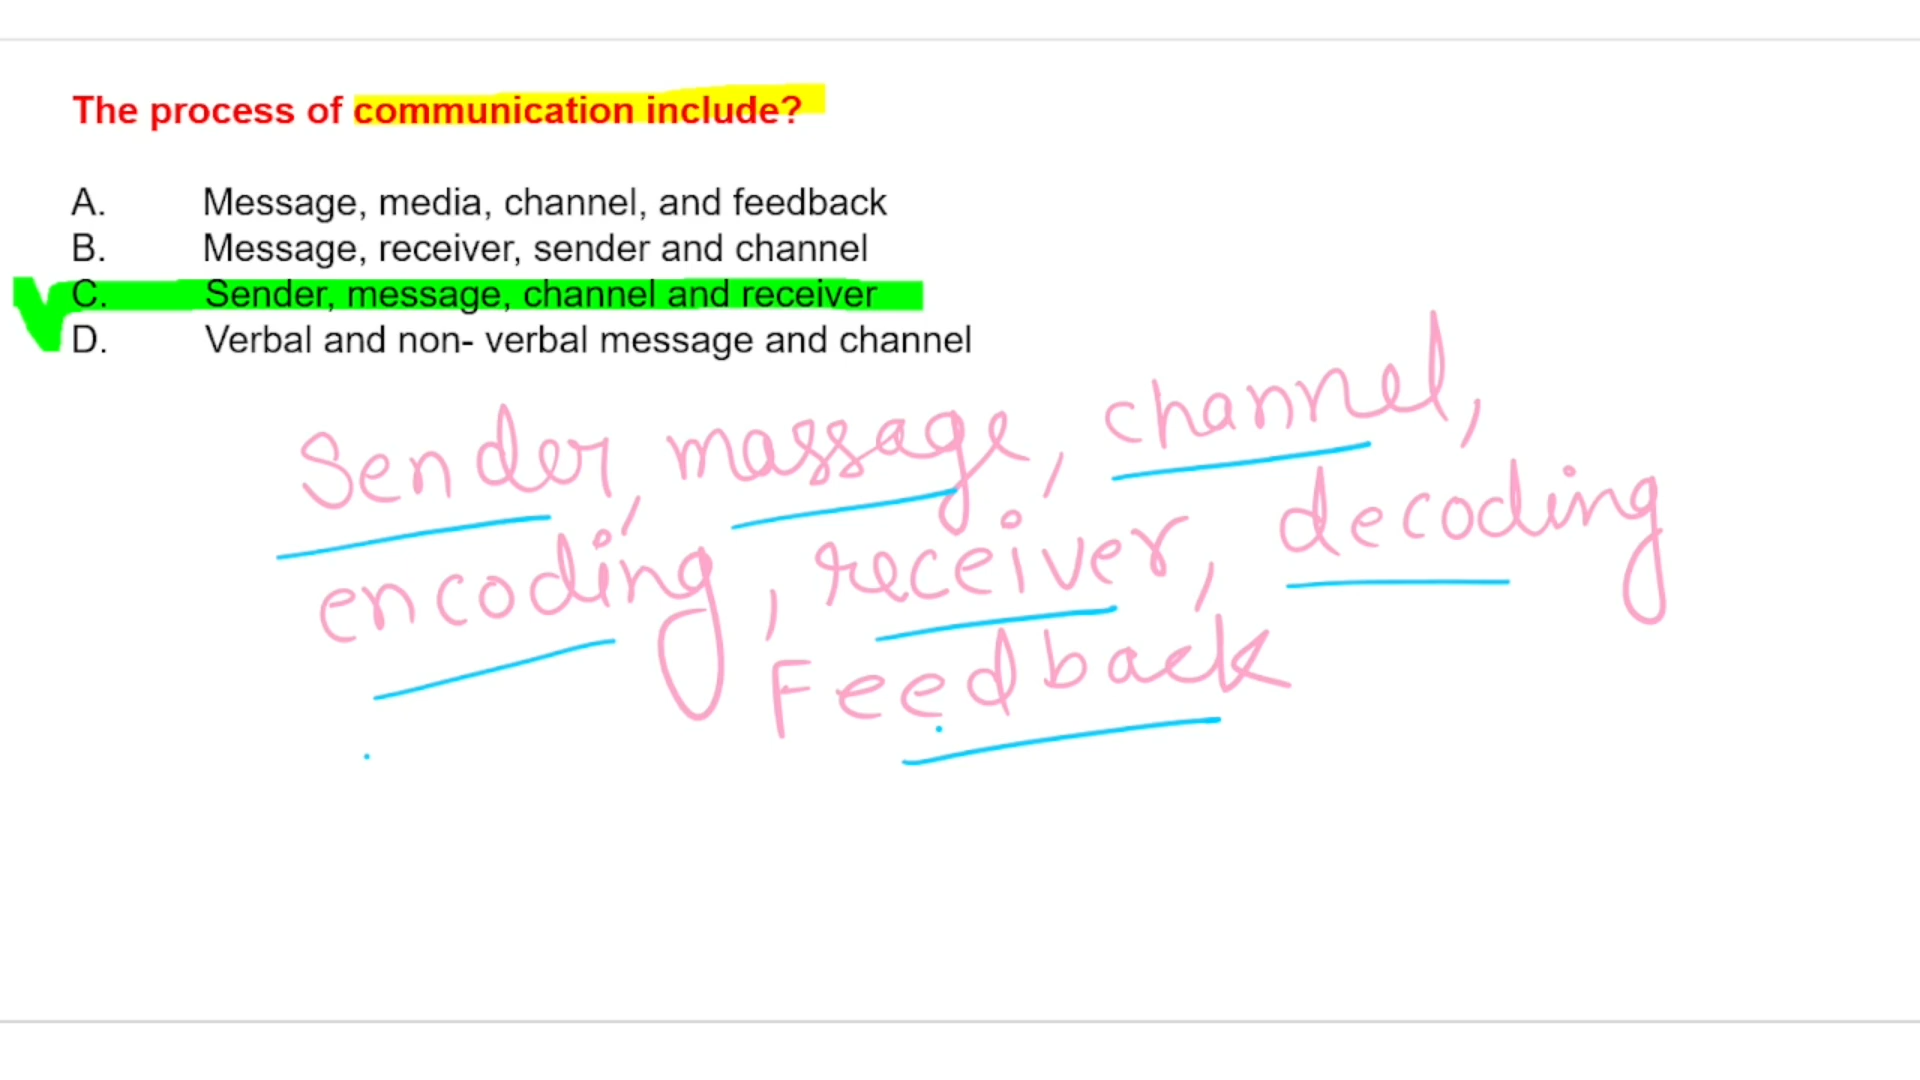 The process of communication include?
A. Message, media, channel, and feedback
B. Message, receiver, sender and channel
C. Sender, message, channel and receiver
D. Verbal and non- verbal message and channel
Sender, massage, channel,
encoding, receiver, decoding
Feedback